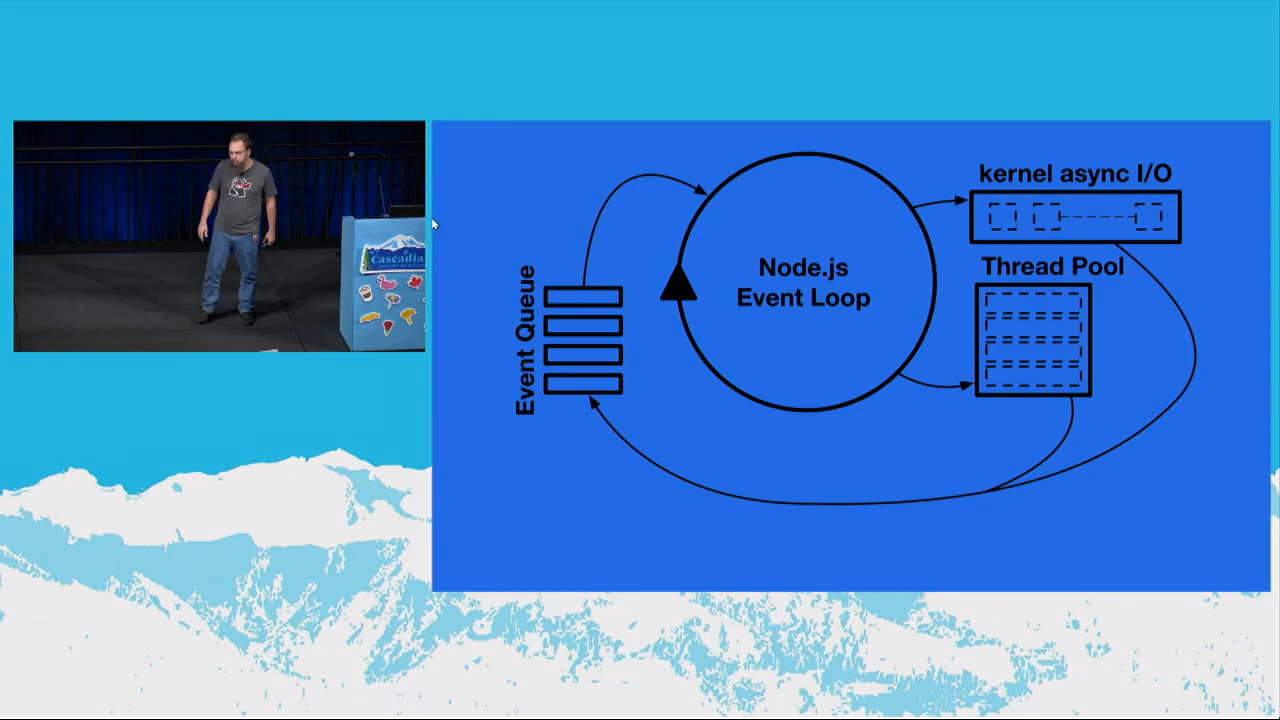 Cascadia
kernel async I/O
Thread Pool
Node.js
Event Loop
Event Queue